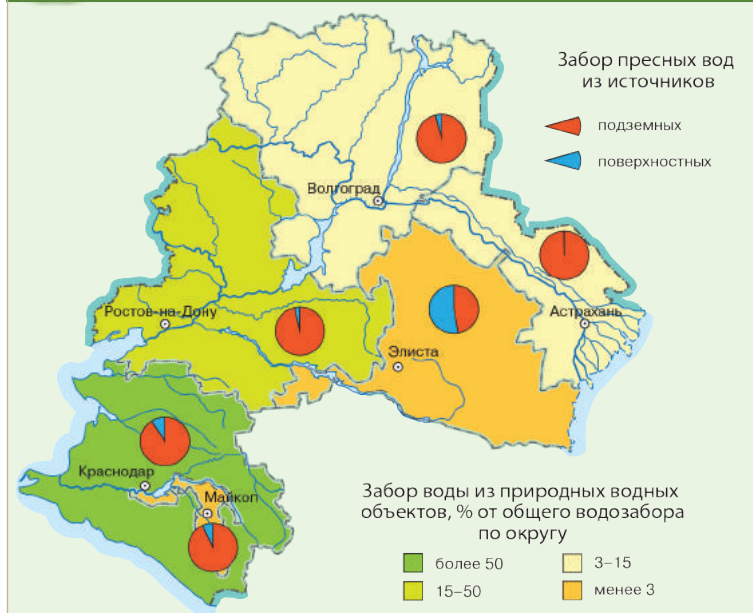 Забор пресных вод
из источников
подземных
поверхностных
Волгоград
Ростов-на-Дону
Астрахань
Элиста
Краснодар
Майкоп
Забор воды из природных водных
объектов, % от общего водозабора
по округу
более 50
3–15
15–50
менее 3